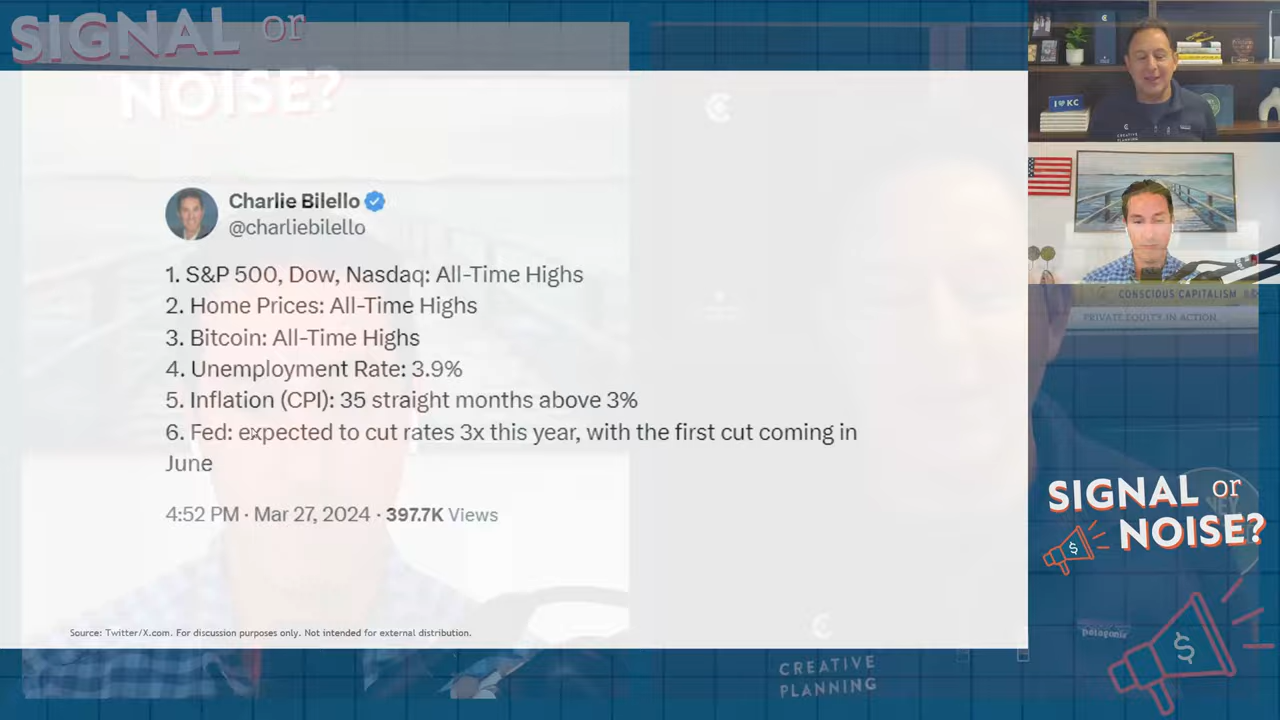 SIGNAL or
NOISE?
Charlie Bilello
@charliebilello
1. S&P 500, Dow, Nasdaq: All-Time Highs
2. Home Prices: All-Time Highs
3. Bitcoin: All-Time Highs
4. Unemployment Rate: 3.9%
5. Inflation (CPI): 35 straight months above 3%
6. Fed: expected to cut rates 3x this year, with the first cut coming in
June
4:52 PM · Mar 27, 2024 · 397.7K Views
Source: Twitter/X.com. For discussion purposes only. Not intended for external distribution.
I ♥ KC
CREATIVE
PLANNING
CONSCIOUS CAPITALISM
PRIVATE EQUITY IN ACTION
SIGNAL or
NOISE?
$
patagonia
$
CREATIVE
PLANNING